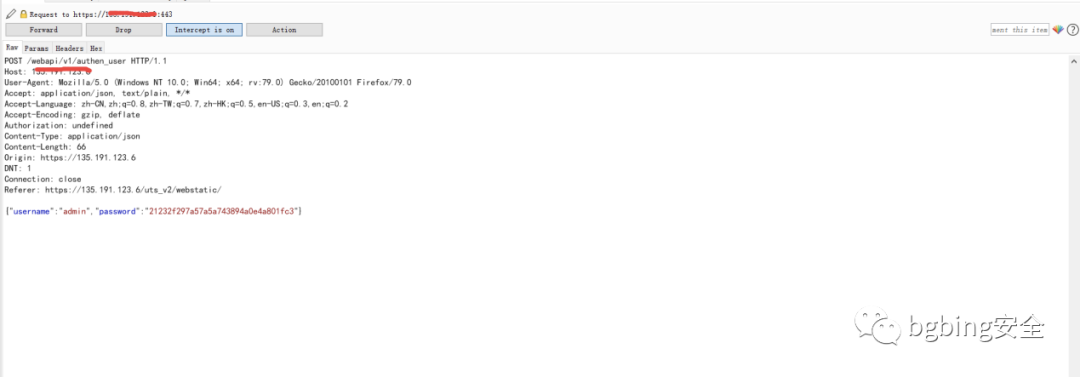 Request to https://:443
Forward Drop Intercept is on Action ment this item ?
Raw Params Headers Hex
POST /webapi/v1/authen_user HTTP/1.1
Host: 135.191.123.6
User-Agent: Mozilla/5.0 (Windows NT 10.0; Win64; x64; rv:79.0) Gecko/20100101 Firefox/79.0
Accept: application/json, text/plain, */*
Accept-Language: zh-CN,zh;q=0.8,zh-TW;q=0.7,zh-HK;q=0.5,en-US;q=0.3,en;q=0.2
Accept-Encoding: gzip, deflate
Authorization: undefined
Content-Type: application/json
Content-Length: 66
Origin: https://135.191.123.6
DNT: 1
Connection: close
Referer: https://135.191.123.6/uts_v2/webstatic/
{"username":"admin","password":"21232f297a57a5a743894a0e4a801fc3"}
bgbing安全